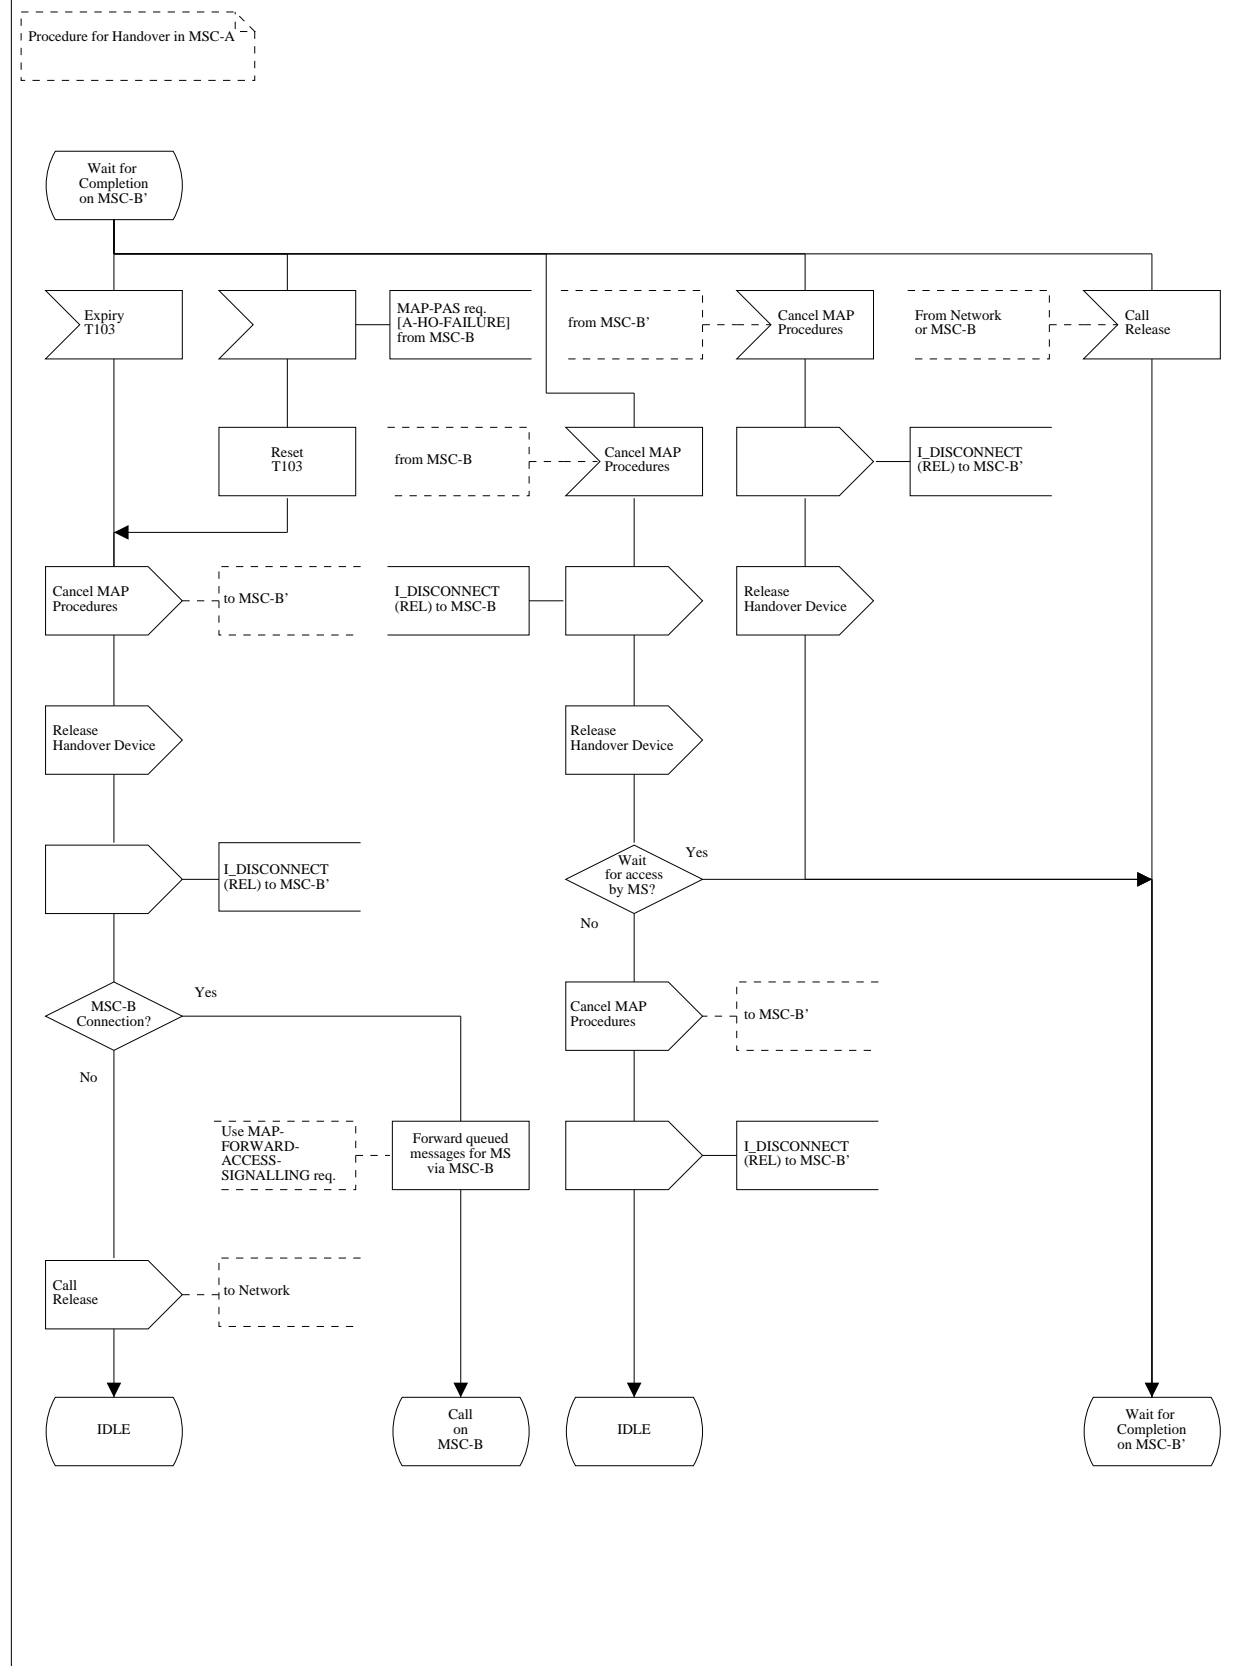 Procedure for Handover in MSC-A
Wait for
Completion
on MSC-B’
Expiry
T103
MAP-PAS req.
[A-HO-FAILURE]
from MSC-B
from MSC-B’
Cancel MAP
Procedures
From Network
or MSC-B
Call
Release
Reset
T103
from MSC-B
Cancel MAP
Procedures
I_DISCONNECT
(REL) to MSC-B’
Cancel MAP
Procedures
to MSC-B’
I_DISCONNECT
(REL) to MSC-B
Release
Handover Device
Release
Handover Device
Release
Handover Device
I_DISCONNECT
(REL) to MSC-B’
Wait
for access
by MS?
Yes
No
MSC-B
Connection?
Yes
No
Cancel MAP
Procedures
to MSC-B’
Use MAP-
FORWARD-
ACCESS-
SIGNALLING req.
Forward queued
messages for MS
via MSC-B
I_DISCONNECT
(REL) to MSC-B’
Call
Release
to Network
IDLE
Call
on
MSC-B
IDLE
Wait for
Completion
on MSC-B’